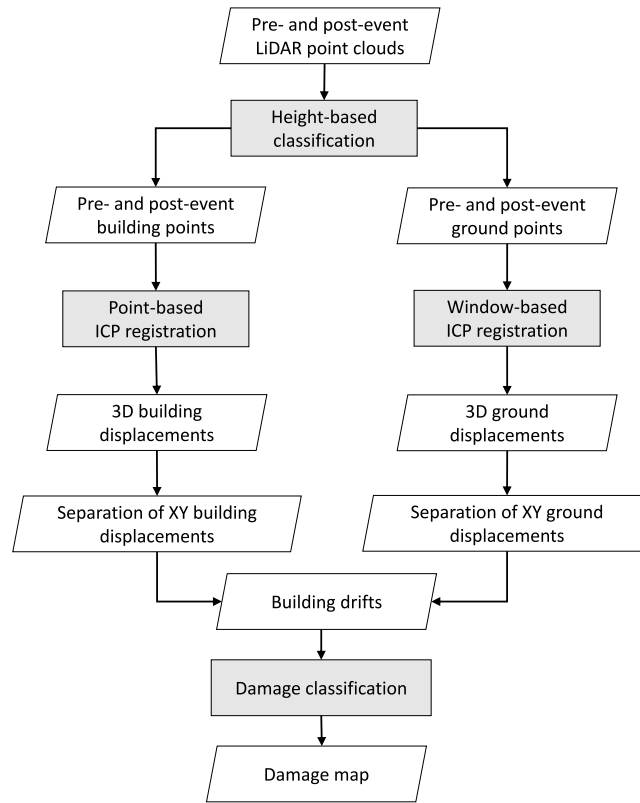 Pre- and post-event
LiDAR point clouds
Height-based
classification
Pre- and post-event
building points
Pre- and post-event
ground points
Point-based
ICP registration
Window-based
ICP registration
3D building
displacements
3D ground
displacements
Separation of XY building
displacements
Separation of XY ground
displacements
Building drifts
Damage classification
Damage map